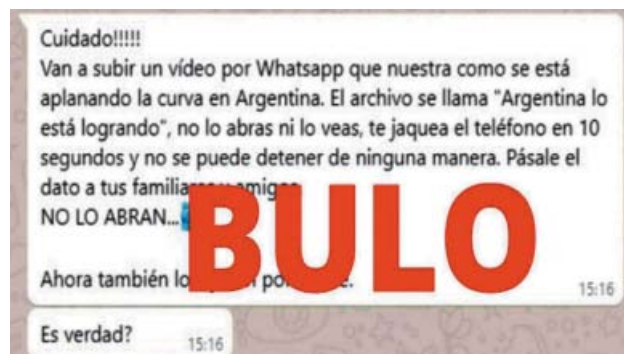 Cuidado!!!!!
Van a subir un vídeo por Whatsapp que nuestra como se está
aplanando la curva en Argentina. El archivo se llama "Argentina lo
está logrando", no lo abras ni lo veas, te jaquea el teléfono en 10
segundos y no se puede detener de ninguna manera. Pásale el
dato a tus familiares y amigos
NO LO ABRAN...
BULO
Ahora también lo
15:16
Es verdad?
15:16